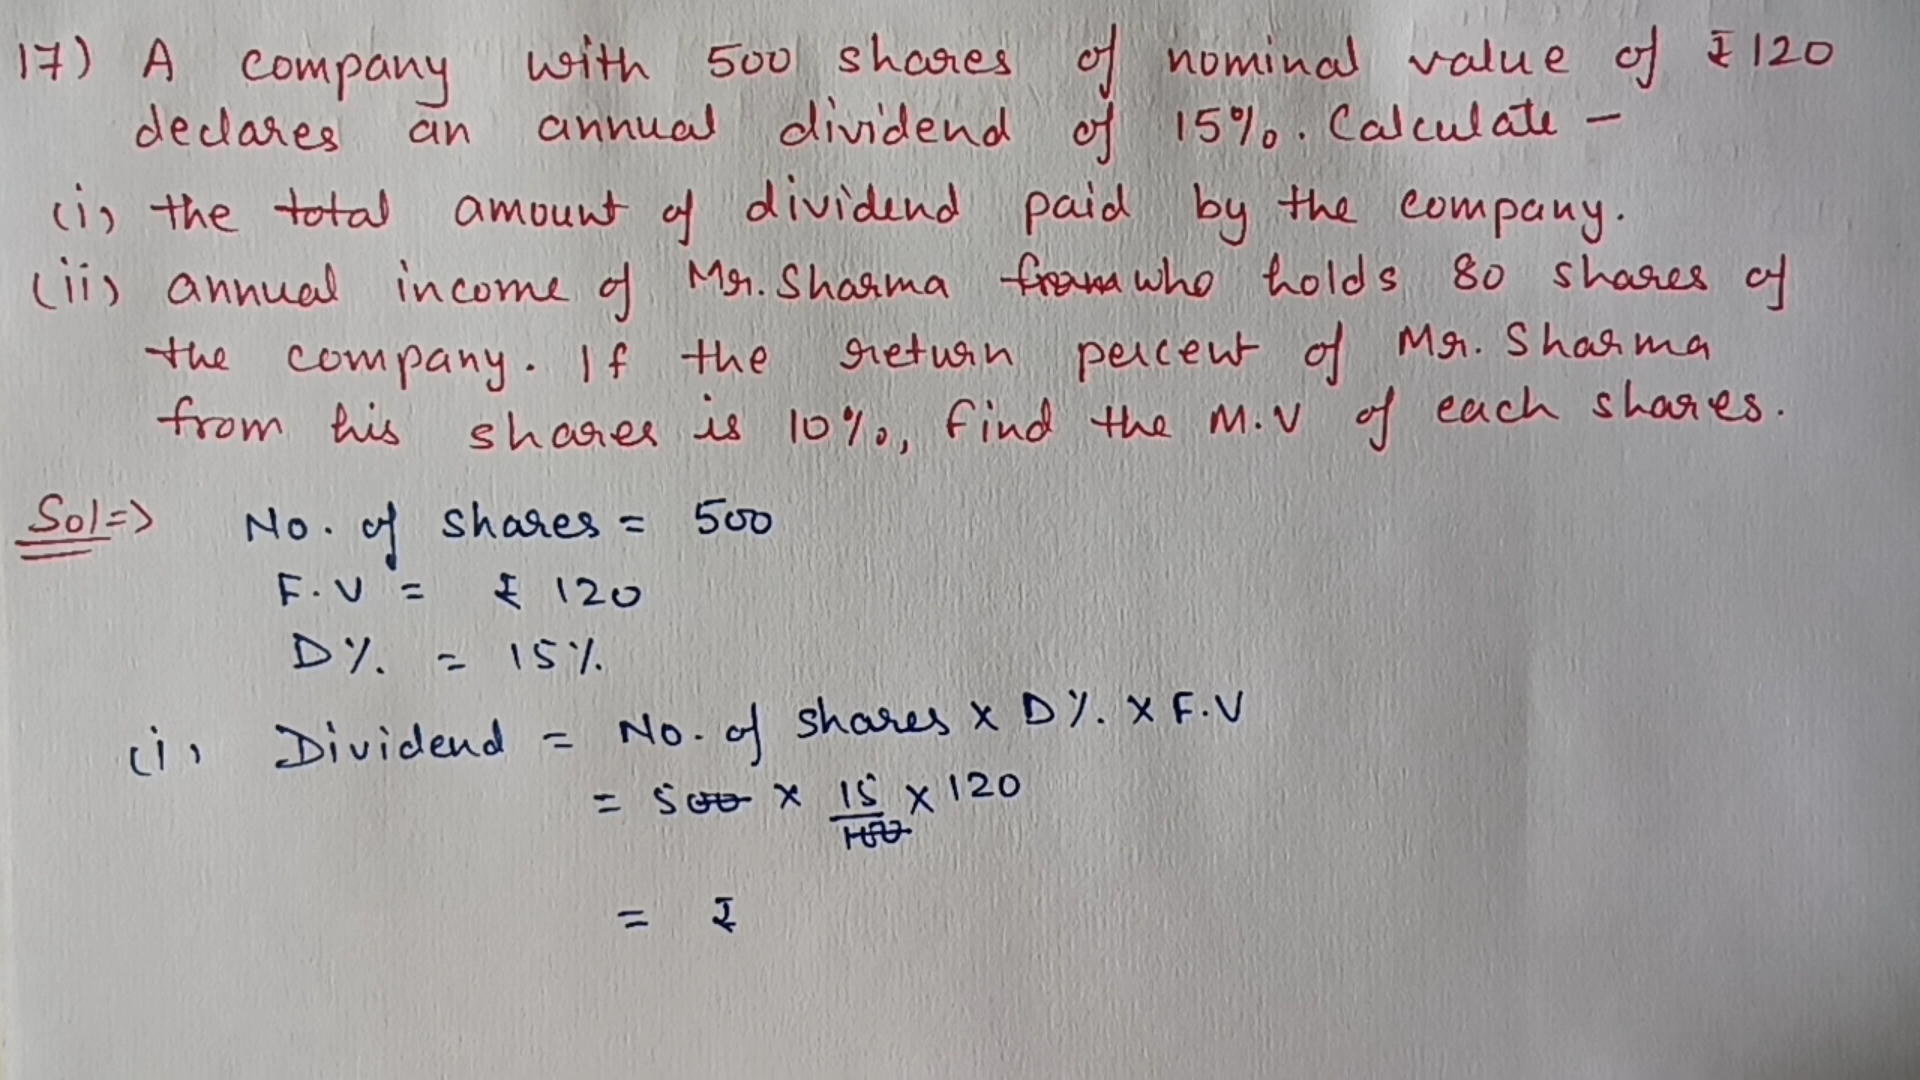 17) A company with 500 shares of nominal value of ₹120
declares an annual dividend of 15%. Calculate -
(i) the total amount of dividend paid by the company.
(ii) annual income of Mr. Sharma from who holds 80 shares of
the company. If the return percent of Mr. Sharma
from his shares is 10%, find the M.V of each shares.
Sol=> No. of shares = 500
F.V = ₹ 120
D% = 15%
(i) Dividend = No. of shares x D% x F.V
= 500 x 15/100 x 120
= ₹